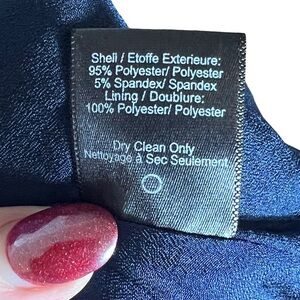 Shell / Etoffe Exterieure:
95% Polyester/ Polyester
5% Spandex/ Spandex
Lining / Doublure:
100% Polyester/ Polyester
Dry Clean Only
Nettoyage à Sec Seulement